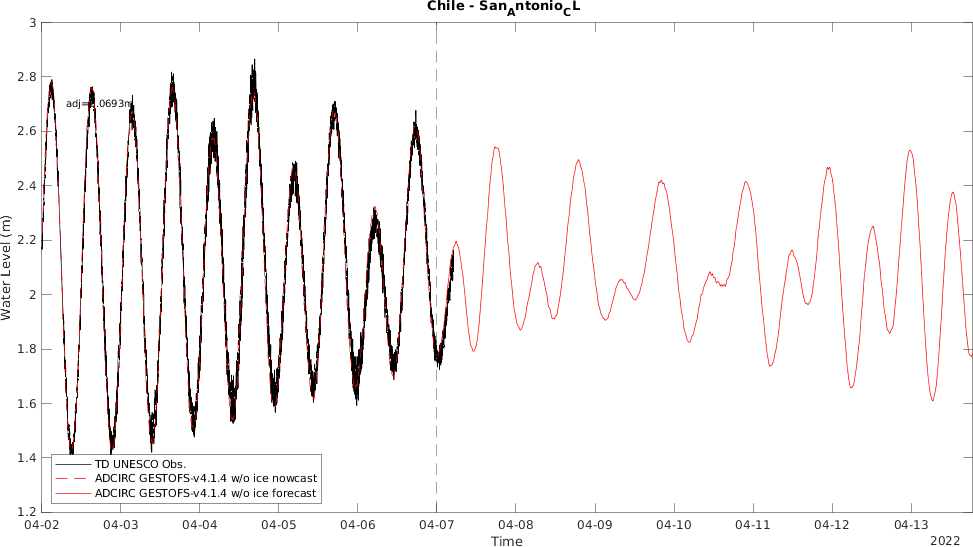 Chile - SanAntonioCL
3
2.8
2.6
2.4
2.2
2
1.8
1.6
1.4
1.2
Water Level (m)
TD UNESCO Obs.
ADCIRC GESTOFS-v4.1.4 w/o ice nowcast
ADCIRC GESTOFS-v4.1.4 w/o ice forecast
04-02 04-03 04-04 04-05 04-06 04-07 04-08 04-09 04-10 04-11 04-12 04-13
Time
2022